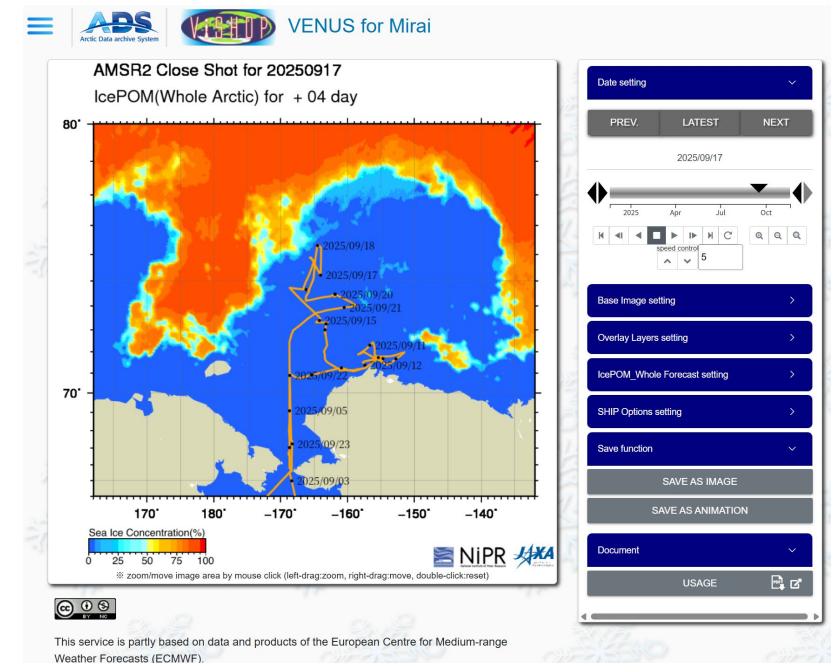 ADS
Arctic Data archive System
VISHOP
VENUS for Mirai
AMSR2 Close Shot for 20250917
IcePOM(Whole Arctic) for + 04 day
80°
2025/09/18
2025/09/17
2025/09/20
2025/09/21
2025/09/15
2025/09/11
2025/09/12
2025/09/22
70°
2025/09/05
2025/09/23
2025/09/03
170° 180° −170° −160° −150° −140°
Sea Ice Concentration(%)
0 25 50 75 100
NiPR
JAXA
※ zoom/move image area by mouse click (left-drag:zoom, right-drag:move, double-click:reset)
Date setting
PREV. LATEST NEXT
2025/09/17
2025 Apr Jul Oct
speed control
5
Base Image setting
Overlay Layers setting
IcePOM_Whole Forecast setting
SHIP Options setting
Save function
SAVE AS IMAGE
SAVE AS ANIMATION
Document
USAGE
cc
BY NC
This service is partly based on data and products of the European Centre for Medium-range
Weather Forecasts (ECMWF).